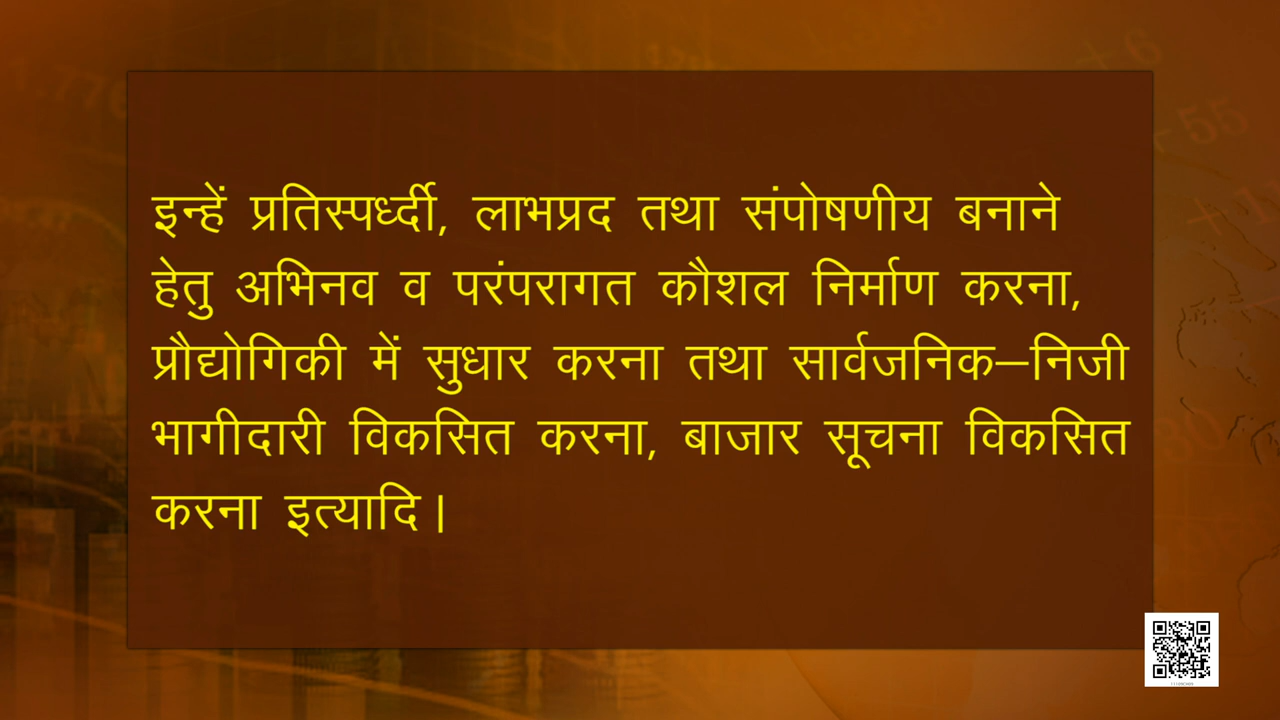 इन्हें प्रतिस्पर्ध्दी, लाभप्रद तथा संपोषणीय बनाने
हेतु अभिनव व परंपरागत कौशल निर्माण करना,
प्रौद्योगिकी में सुधार करना तथा सार्वजनिक–निजी
भागीदारी विकसित करना, बाजार सूचना विकसित
करना इत्यादि।